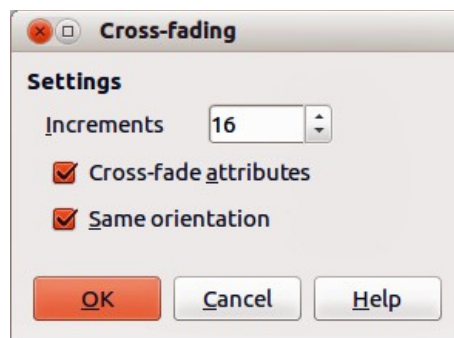 Cross-fading
Settings
Increments 16
Cross-fade attributes
Same orientation
OK Cancel Help